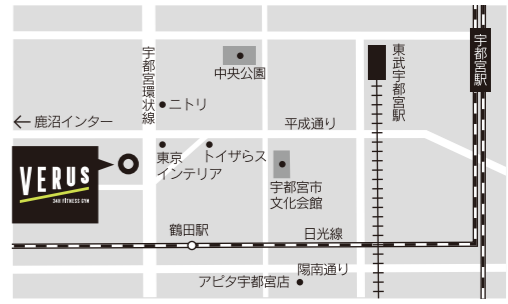 宇都宮環状線
中央公園
東武宇都宮駅
宇都宮駅
ニトリ
← 鹿沼インター
平成通り
東京
インテリア
トイザらス
VERUS
24H FITNESS GYM
宇都宮市
文化会館
鶴田駅
日光線
陽南通り
アピタ宇都宮店